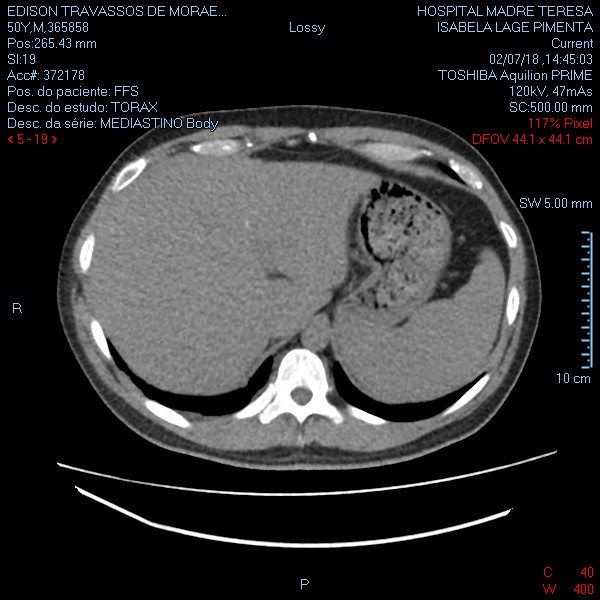 EDISON TRAVASSOS DE MORAE...
50Y,M,365858
Pos:265.43 mm
SI:19
Acc#: 372178
Pos. do paciente: FFS
Desc. do estudo: TORAX
Desc. da série: MEDIASTINO Body
< 5 - 19 >
Lossy
HOSPITAL MADRE TERESA
ISABELA LAGE PIMENTA
Current
02/07/18 ,14:45:03
TOSHIBA Aquilion PRIME
120kV, 47mAs
SC:500.00 mm
117% Pixel
DFOV 44.1 x 44.1 cm
SW 5.00 mm
R
10 cm
P
C 40
W 400